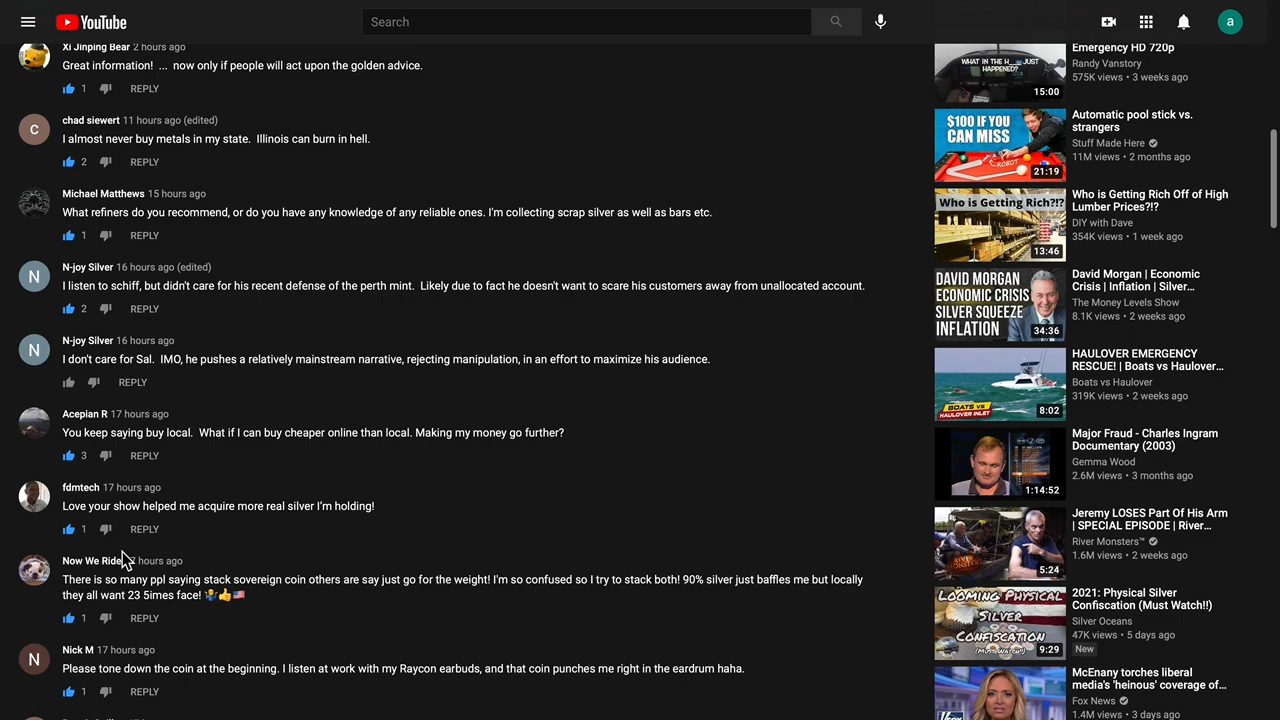 YouTube
Search
a
Xi Jinping Bear 2 hours ago
Great information!  ...  now only if people will act upon the golden advice.
1 REPLY
chad siewert 11 hours ago (edited)
I almost never buy metals in my state.  Illinois can burn in hell.
2 REPLY
Michael Matthews 15 hours ago
What refiners do you recommend, or do you have any knowledge of any reliable ones. I'm collecting scrap silver as well as bars etc.
1 REPLY
N-joy Silver 16 hours ago (edited)
I listen to schiff, but didn't care for his recent defense of the perth mint.  Likely due to fact he doesn't want to scare his customers away from unallocated account.
2 REPLY
N-joy Silver 16 hours ago
I don't care for Sal.  IMO, he pushes a relatively mainstream narrative, rejecting manipulation, in an effort to maximize his audience.
REPLY
Acepian R 17 hours ago
You keep saying buy local.  What if I can buy cheaper online than local. Making my money go further?
3 REPLY
fdmtech 17 hours ago
Love your show helped me acquire more real silver I'm holding!
1 REPLY
Now We Ride 7 hours ago
There is so many ppl saying stack sovereign coin others are say just go for the weight! I'm so confused so I try to stack both! 90% silver just baffles me but locally
they all want 23 5imes face! 🤷‍♂️👍🇺🇸
1 REPLY
Nick M 17 hours ago
Please tone down the coin at the beginning. I listen at work with my Raycon earbuds, and that coin punches me right in the eardrum haha.
1 REPLY
WHAT IN THE H__ JUST
HAPPENED?
15:00
Emergency HD 720p
Randy Vanstory
575K views • 3 weeks ago
$100 IF YOU
CAN MISS
ROBOT
21:19
Automatic pool stick vs.
strangers
Stuff Made Here
11M views • 2 months ago
Who is Getting Rich?!?
13:46
Who is Getting Rich Off of High
Lumber Prices?!?
DIY with Dave
354K views • 1 week ago
DAVID MORGAN
ECONOMIC CRISIS
SILVER SQUEEZE
INFLATION
34:36
David Morgan | Economic
Crisis | Inflation | Silver...
The Money Levels Show
8.1K views • 2 weeks ago
BOATS vs
HAULOVER INLET
8:02
HAULOVER EMERGENCY
RESCUE! | Boats vs Haulover...
Boats vs Haulover
319K views • 2 weeks ago
1:14:52
Major Fraud - Charles Ingram
Documentary (2003)
Gemma Wood
2.6M views • 3 months ago
RIVER
MONSTERS
5:24
Jeremy LOSES Part Of His Arm
| SPECIAL EPISODE | River...
River Monsters™
1.6M views • 2 weeks ago
LOOMING PHYSICAL
SILVER
CONFISCATION
(MUST WATCH!!)
9:29
2021: Physical Silver
Confiscation (Must Watch!!)
Silver Oceans
47K views • 5 days ago
New
McEnany torches liberal
media's 'heinous' coverage of...
Fox News
1.4M views • 3 days ago